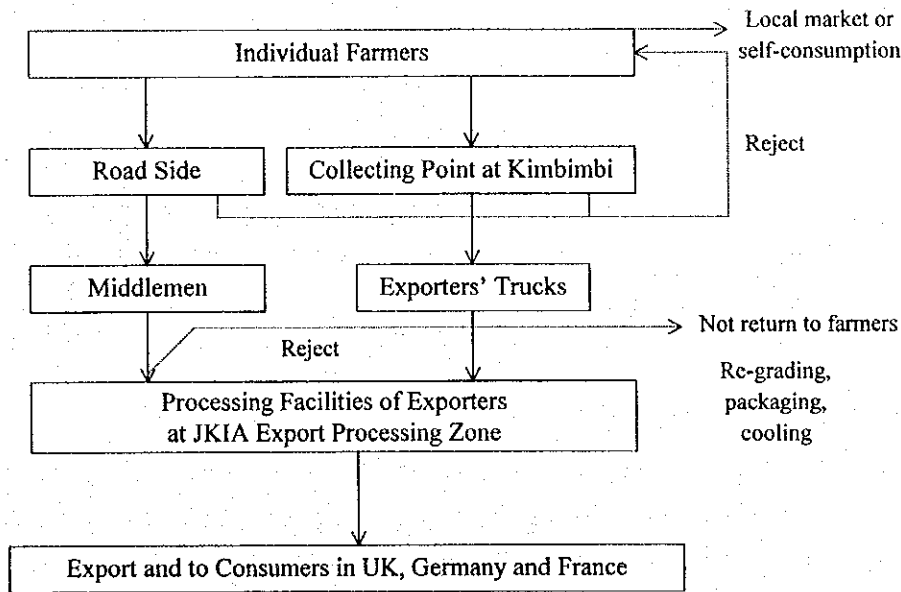 Local market or
self-consumption
Individual Farmers
Reject
Road Side
Collecting Point at Kimbimbi
Middlemen
Exporters' Trucks
Not return to farmers
Reject
Re-grading,
packaging,
cooling
Processing Facilities of Exporters
at JKIA Export Processing Zone
Export and to Consumers in UK, Germany and France